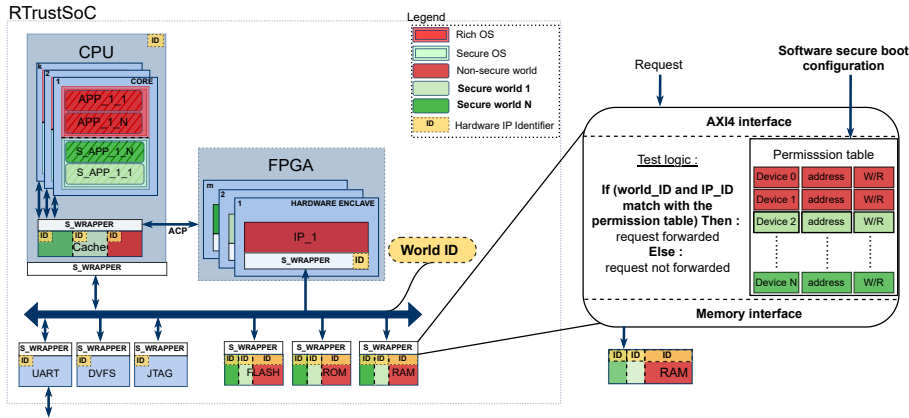 RTrustSoC
CPU
ID
k
2
1
CORE
APP_1_1
APP_1_N
S_APP_1_N
S_APP_1_1
S_WRAPPER
ID
ID
ID
Cache
S_WRAPPER
ACP
FPGA
m
2
1
HARDWARE ENCLAVE
IP_1
S_WRAPPER
ID
World ID
Legend
Rich OS
Secure OS
Non-secure world
Secure world 1
Secure world N
ID
Hardware IP Identifier
S_WRAPPER
ID
UART
S_WRAPPER
ID
DVFS
S_WRAPPER
ID
JTAG
S_WRAPPER
ID ID ID
FLASH
S_WRAPPER
ID ID ID
ROM
S_WRAPPER
ID ID ID
RAM
Request
Software secure boot
configuration
AXI4 interface
Test logic :
If (world_ID and IP_ID
match with the
permission table) Then :
request forwarded
Else :
request not forwarded
Permisssion table
Device 0 address W/R
Device 1 address W/R
Device 2 address W/R
Device N address W/R
Memory interface
ID ID ID
RAM